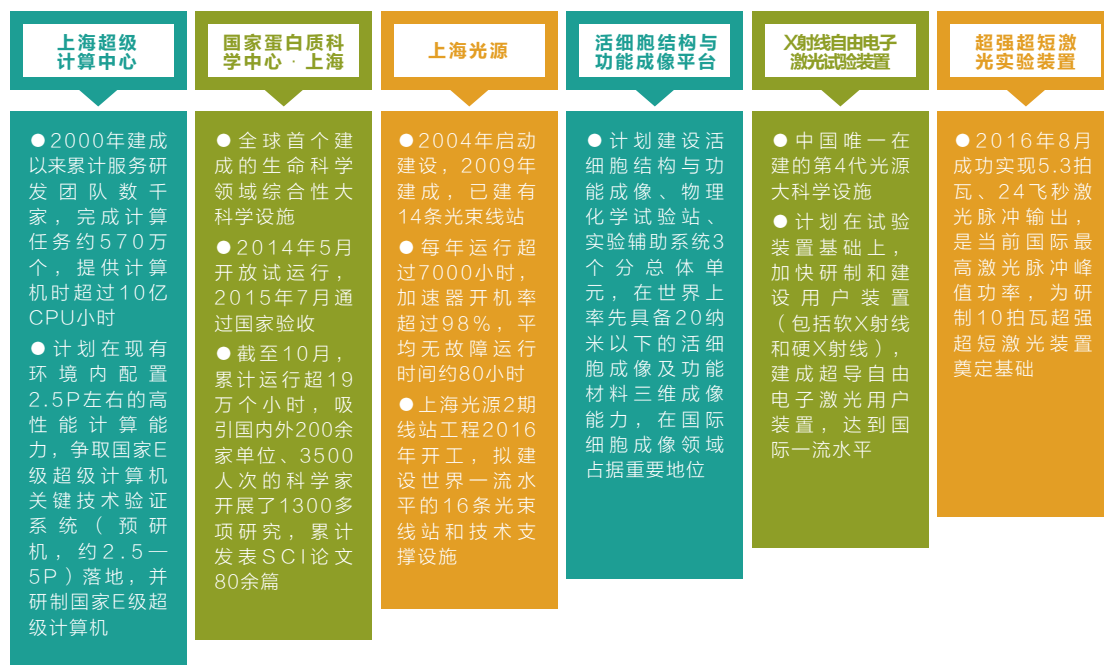 上海超级
计算中心
●2000年建成
以来累计服务研
发团队数千
家，完成计算
任务约570万
个，提供计算
机时超过10亿
CPU小时
●计划在现有
环境内配置
2.5P左右的高
性能计算能
力，争取国家E
级超级计算机
关键技术验证
系统（预研
机，约2.5—
5P）落地，并
研制国家E级超
级计算机
国家蛋白质科
学中心·上海
●全球首个建
成的生命科学
领域综合性大
科学设施
●2014年5月
开放试运行，
2015年7月通
过国家验收
●截至10月，
累计运行超19
万个小时，吸
引国内外200余
家单位、3500
人次的科学家
开展了1300多
项研究，累计
发表SCI论文
80余篇
上海光源
●2004年启动
建设，2009年
建成，已建有
14条光束线站
●每年运行超
过7000小时，
加速器开机率
超过98%，平
均无故障运行
时间约80小时
●上海光源2期
线站工程2016
年开工，拟建
设世界一流水
平的16条光束
线站和技术支
撑设施
活细胞结构与
功能成像平台
●计划建设活
细胞结构与功
能成像、物理
化学试验站、
实验辅助系统3
个分总体单
元，在世界上
率先具备20纳
米以下的活细
胞成像及功能
材料三维成像
能力，在国际
细胞成像领域
占据重要地位
X射线自由电子
激光试验装置
●中国唯一在
建的第4代光源
大科学设施
●计划在试验
装置基础上，
加快研制和建
设用户装置
（包括软X射线
和硬X射线），
建成超导自由
电子激光用户
装置，达到国
际一流水平
超强超短激
光实验装置
●2016年8月
成功实现5.3拍
瓦、24飞秒激
光脉冲输出，
是当前国际最
高激光脉冲峰
值功率，为研
制10拍瓦超强
超短激光装置
奠定基础